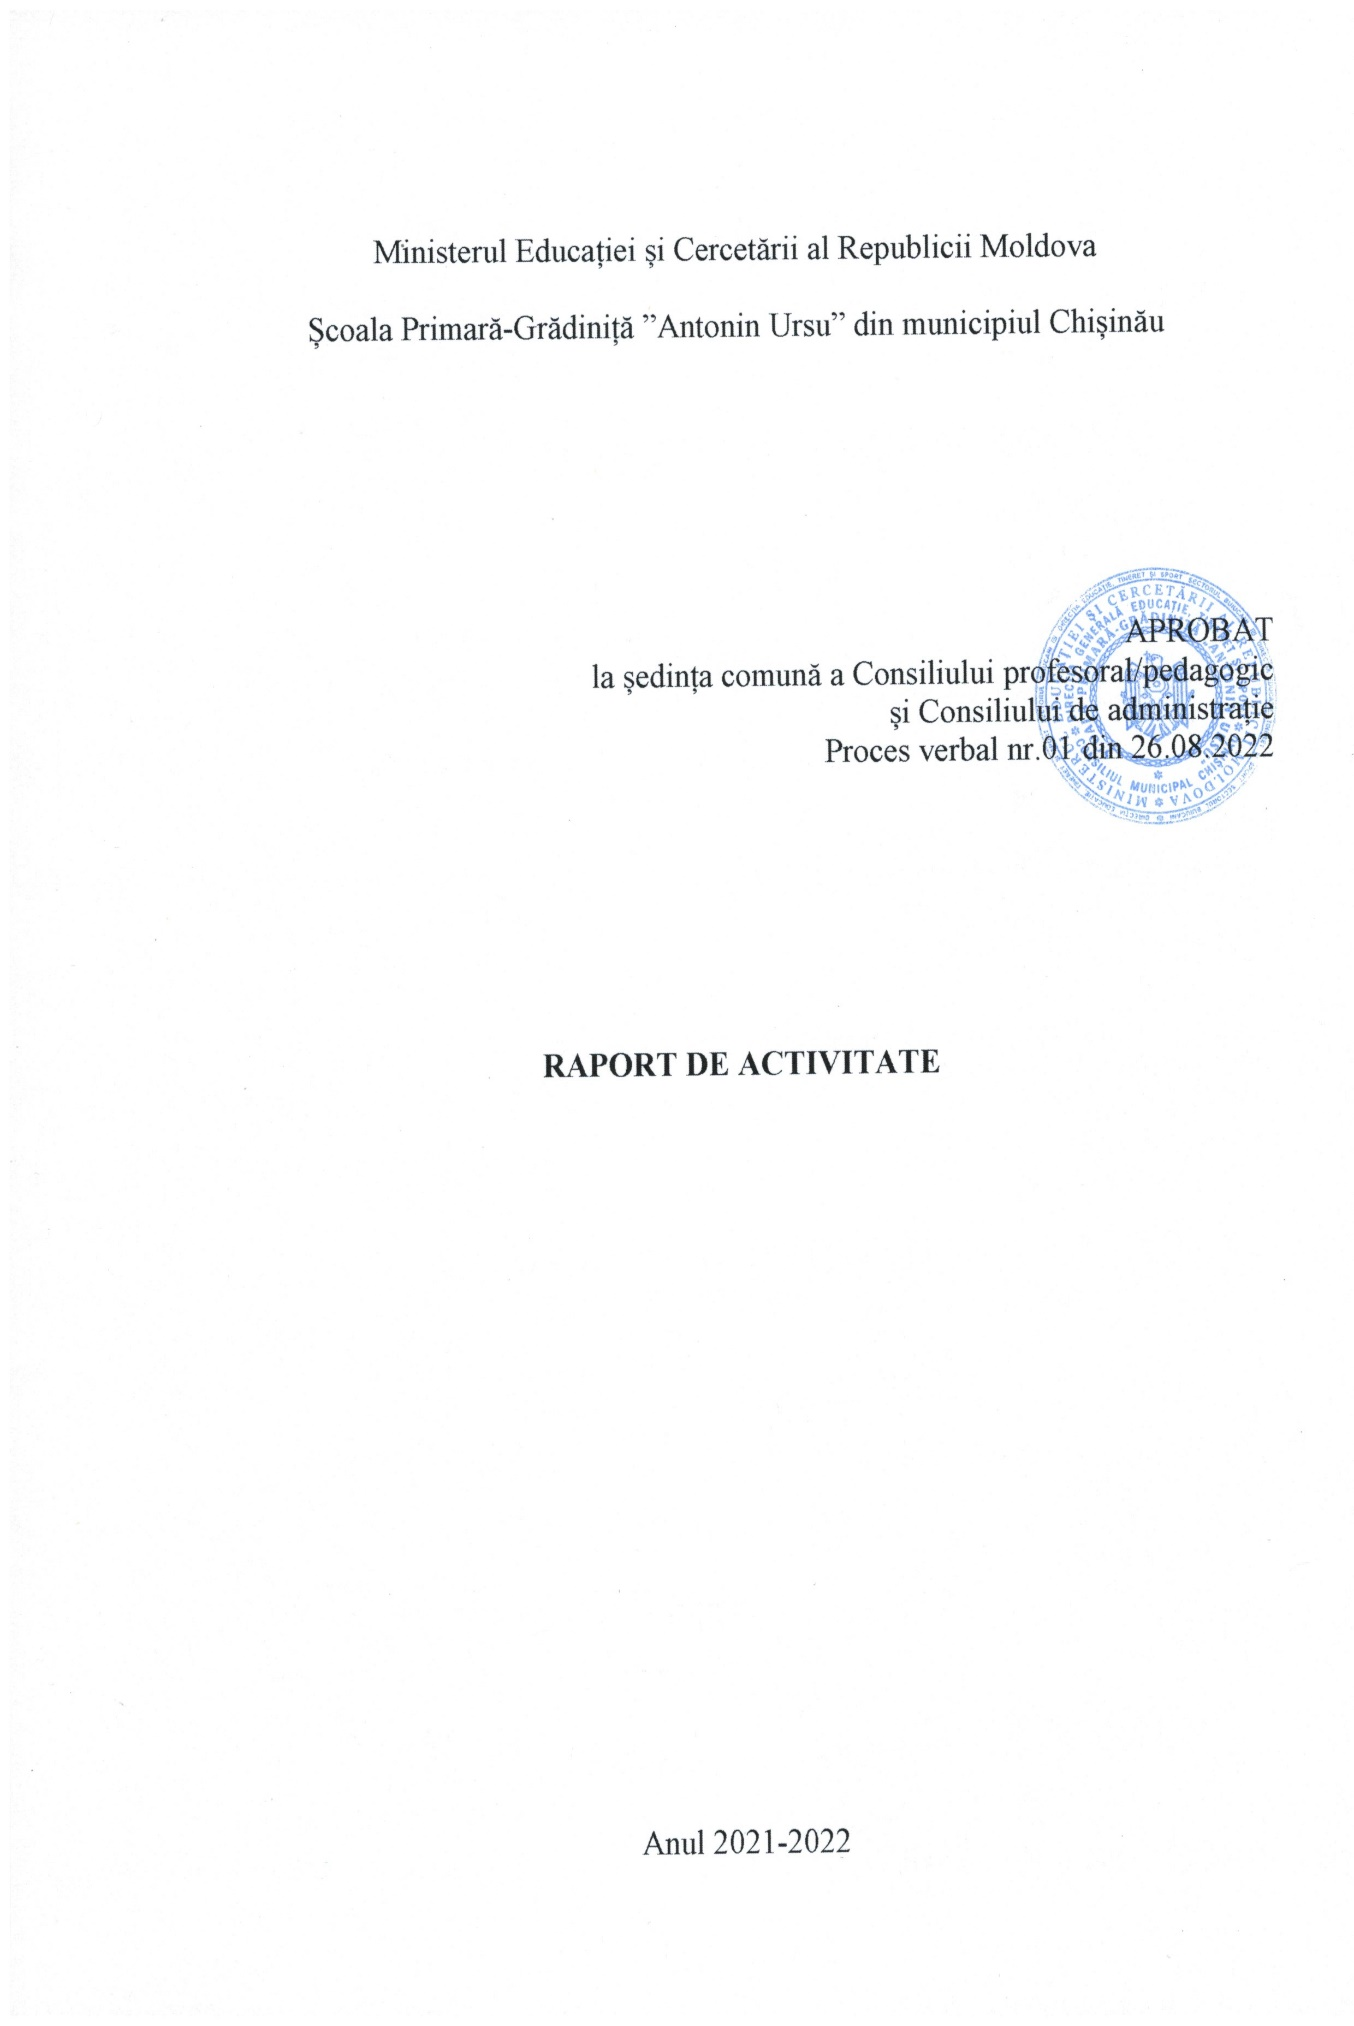 Ministerul Educației și Cercetării al Republicii Moldova
Școala Primară-Grădiniță ”Antonin Ursu” din municipiul Chișinău
APROBAT
la ședința comună a Consiliului profesoral/pedagogic
și Consiliului de administrație
Proces verbal nr.01 din 26.08.2022
RAPORT DE ACTIVITATE
Anul 2021-2022